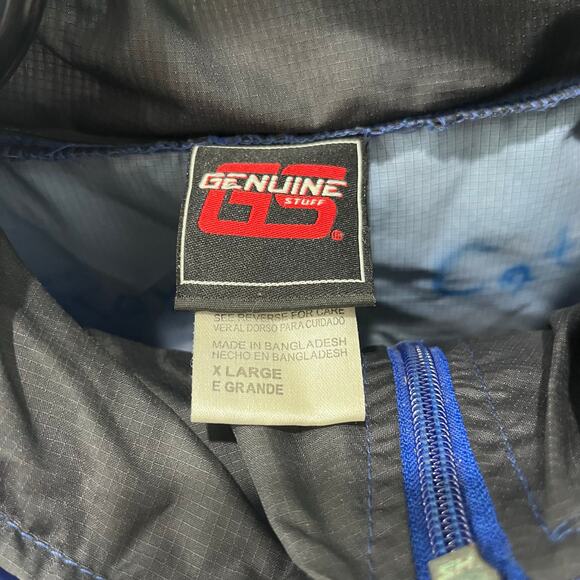 GENUINE
STUFF
GS
SEE REVERSE FOR CARE
VER AL DORSO PARA CUIDADO
MADE IN BANGLADESH
HECHO EN BANGLADESH
X LARGE
E GRANDE